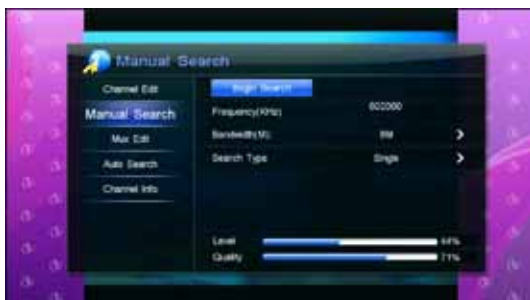 Manual Search
Channel Edit
Manual Search
Mux Edit
Auto Search
Channel Info
Begin Search
Frequency(KHz)
Bandwidth(M)
8M
Search Type
Single
Level
Quality
71%